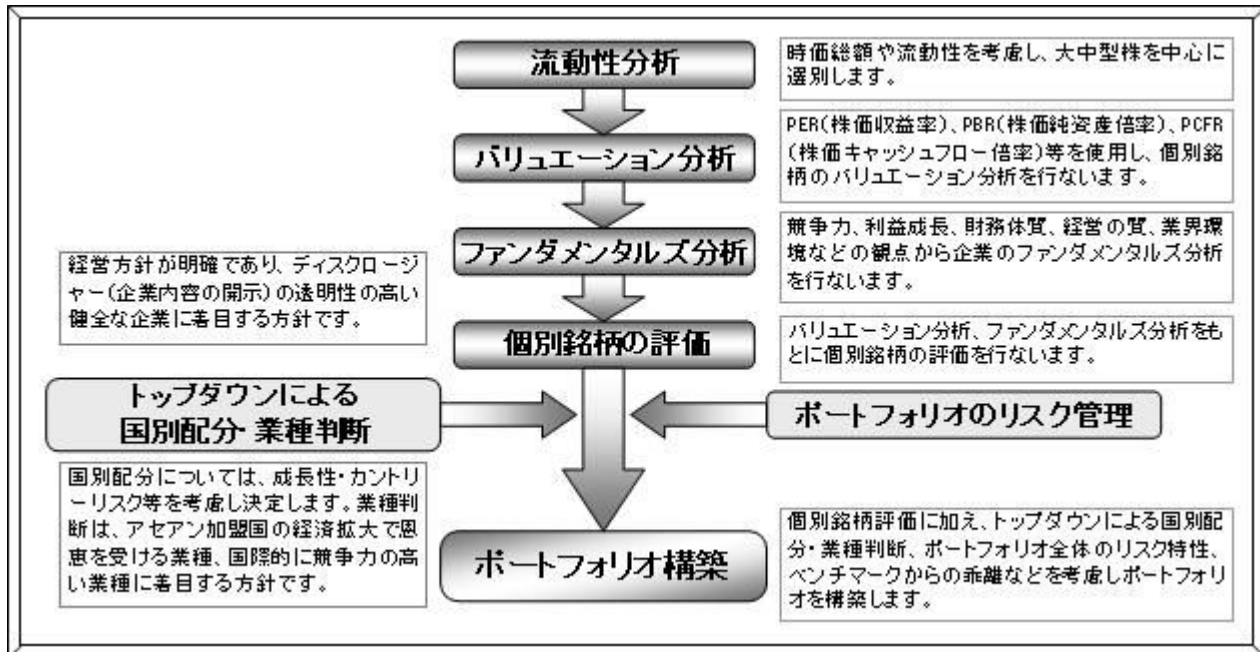 流動性分析
時価総額や流動性を考慮し、大中型株を中心に
選別します。
バリュエーション分析
PER(株価収益率)、PBR(株価純資産倍率)、PCFR
(株価キャッシュフロー倍率)等を使用し、個別銘
柄のバリュエーション分析を行ないます。
ファンダメンタルズ分析
競争力、利益成長、財務体質、経営の質、業界環
境などの観点から企業のファンダメンタルズ分析
を行ないます。
経営方針が明確であり、ディスクロージ
ャー(企業内容の開示)の透明性の高い
健全な企業に着目する方針です。
個別銘柄の評価
バリュエーション分析、ファンダメンタルズ分析をも
とに個別銘柄の評価を行ないます。
トップダウンによる
国別配分・業種判断
ポートフォリオのリスク管理
国別配分については、成長性・カントリ
ーリスク等を考慮し決定します。業種判
断は、アセアン加盟国の経済拡大で恩
恵を受ける業種、国際的に競争力の高
い業種に着目する方針です。
ポートフォリオ構築
個別銘柄評価に加え、トップダウンによる国別配
分・業種判断、ポートフォリオ全体のリスク特性、
ベンチマークからの乖離などを考慮しポートフォリ
オを構築します。